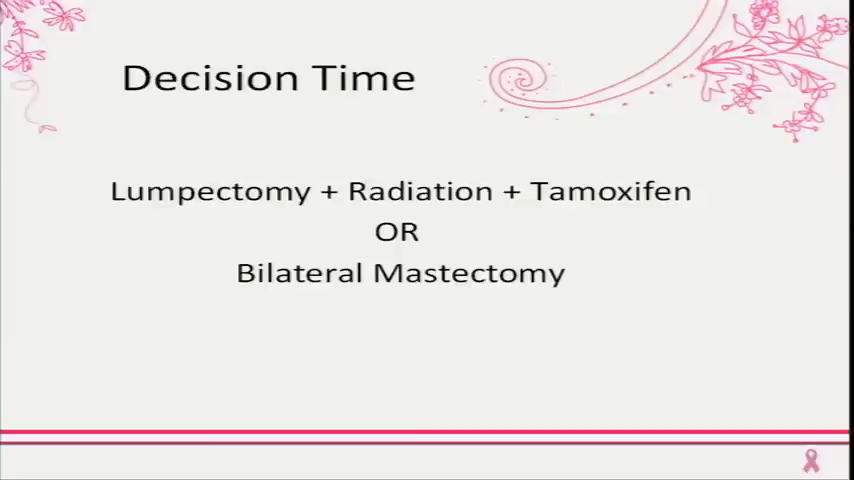 Decision Time
Lumpectomy + Radiation + Tamoxifen
OR
Bilateral Mastectomy